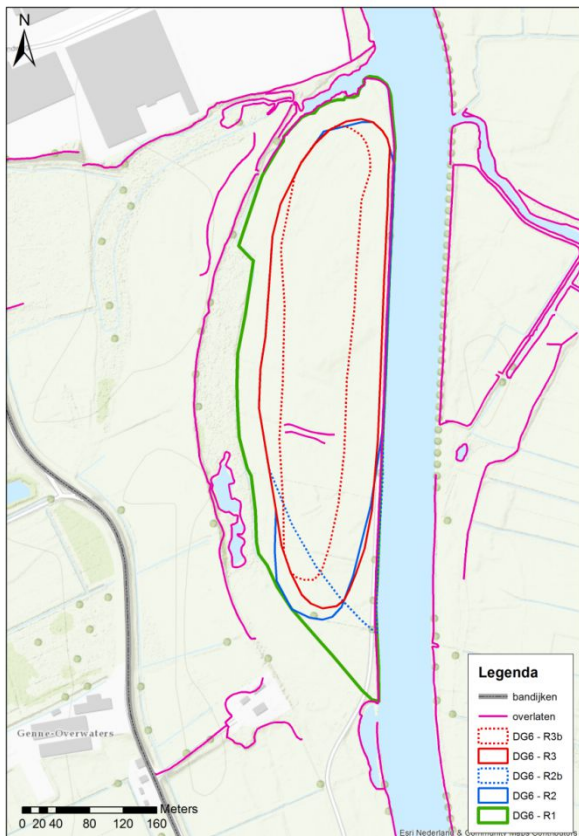 N
Genne-Overwaters
Meters
0 20 40 80 120 160
Legenda
bandijken
overlaten
DG6 - R3b
DG6 - R3
DG6 - R2b
DG6 - R2
DG6 - R1
Esri Nederland & Community Maps Contributors